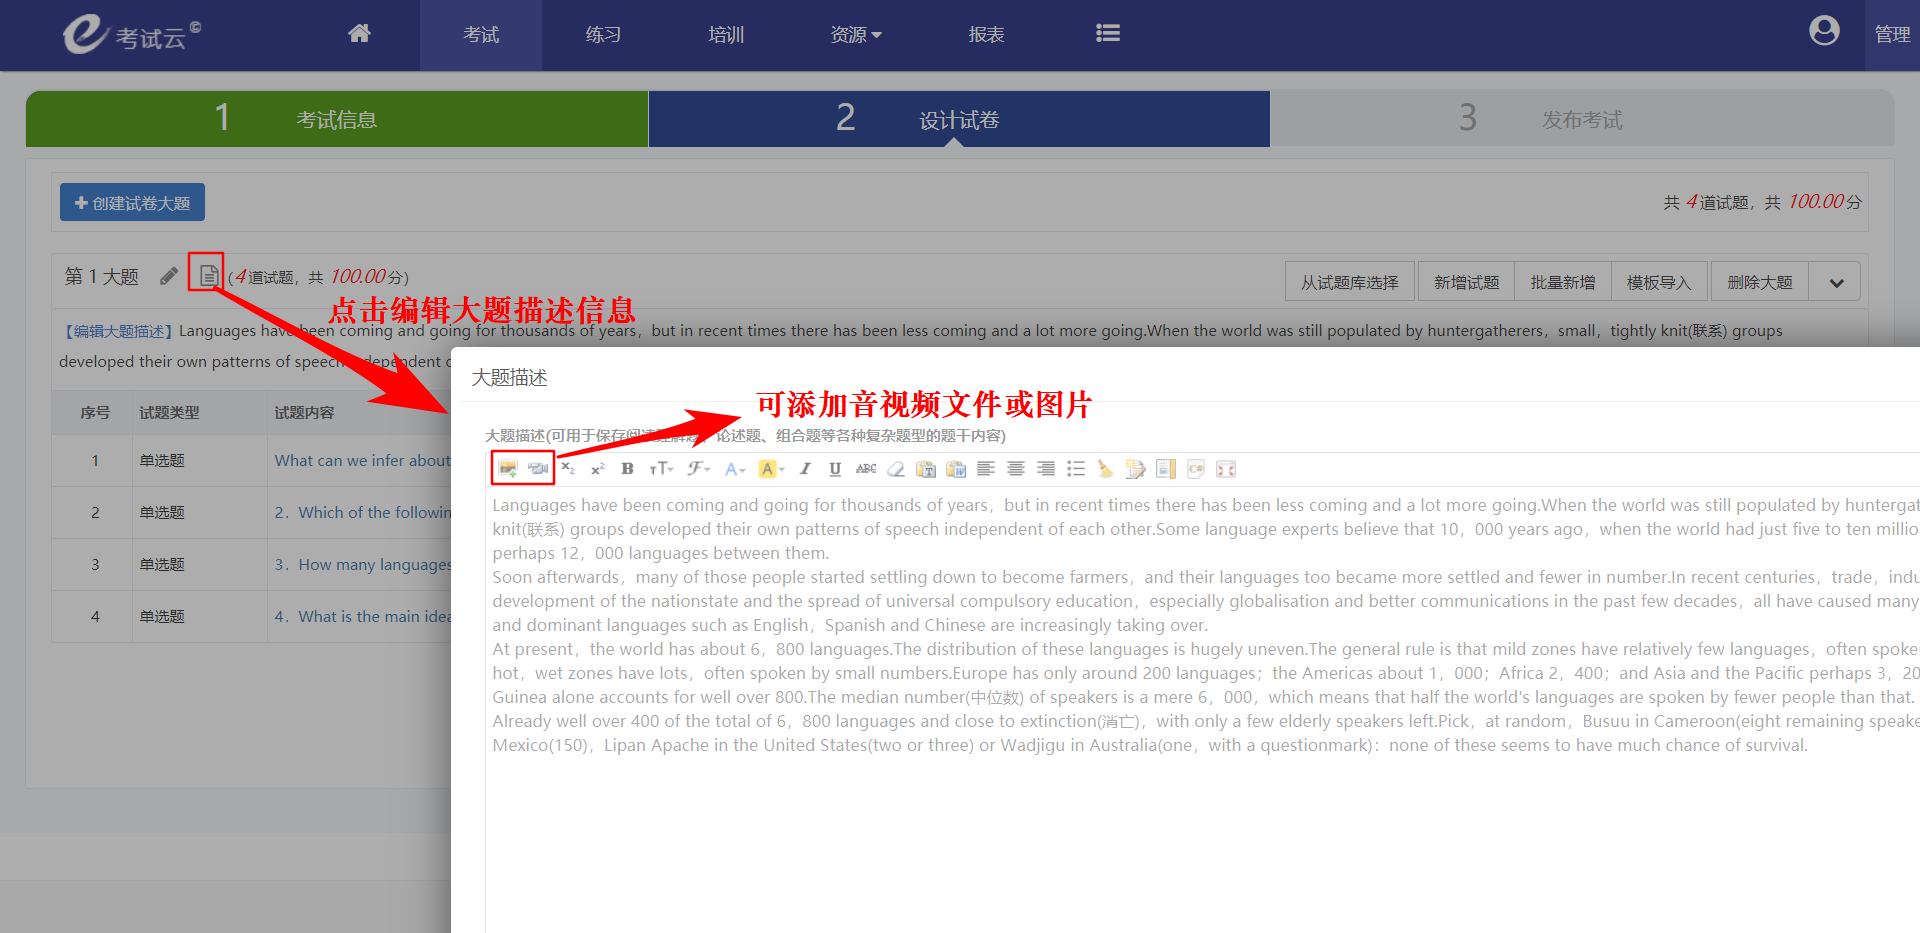 考试云©
考试
练习
培训
资源
报表
管理
1 考试信息
2 设计试卷
3 发布考试
创建试卷大题
共 4道试题，共 100.00分
第 1 大题
(4道试题，共 100.00分)
从试题库选择
新增试题
批量新增
模板导入
删除大题
点击编辑大题描述信息
【编辑大题描述】Languages have been coming and going for thousands of years，but in recent times there has been less coming and a lot more going.When the world was still populated by huntergatherers，small，tightly knit(联系) groups
developed their own patterns of speech
序号 试题类型 试题内容
1 单选题 What can we infer about
2 单选题 2．Which of the
3 单选题 3．How many languages
4 单选题 4．What is the main
大题描述
可添加音视频文件或图片
大题描述(可用于保存阅读理解题、论述题、组合题等各种复杂题型的题干内容)
Languages have been coming and going for thousands of years，but in recent times there has been less coming and a lot more going.When the world was still populated by
knit(联系) groups developed their own patterns of speech independent of each other.Some language experts believe that 10，000 years ago，when the world had just five to ten
perhaps 12，000 languages between them.
Soon afterwards，many of those people started settling down to become farmers，and their languages too became more settled and fewer in number.In recent centuries，trade，
development of the nationstate and the spread of universal compulsory education，especially globalisation and better communications in the past few decades，all have caused many
and dominant languages such as English，Spanish and Chinese are increasingly taking over.
At present，the world has about 6，800 languages.The distribution of these languages is hugely uneven.The general rule is that mild zones have relatively few languages，often
hot，wet zones have lots，often spoken by small numbers.Europe has only around 200 languages；the Americas about 1，000；Africa 2，400；and Asia and the Pacific perhaps 3，20
Guinea alone accounts for well over 800.The median number(中位数) of speakers is a mere 6，000，which means that half the world's languages are spoken by fewer people than that.
Already well over 400 of the total of 6，800 languages and close to extinction(消亡)，with only a few elderly speakers left.Pick，at random，Busuu in Cameroon(eight remaining
Mexico(150)，Lipan Apache in the United States(two or three) or Wadjigu in Australia(one，with a questionmark)：none of these seems to have much chance of survival.